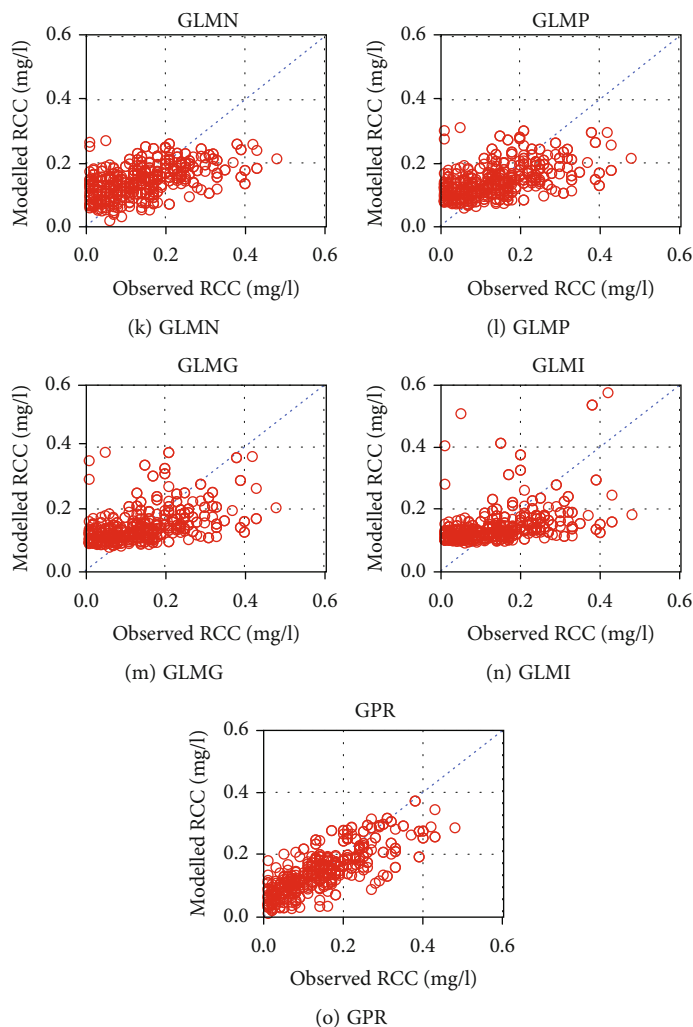 GLMN
GLMP
0.6
0.4
0.2
0.0
Modelled RCC (mg/l)
0.0 0.2 0.4 0.6
Observed RCC (mg/l)
0.6
0.4
0.2
0.0
Modelled RCC (mg/l)
0.0 0.2 0.4 0.6
Observed RCC (mg/l)
(k) GLMN
(l) GLMP
GLMG
GLMI
0.6
0.4
0.2
0.0
Modelled RCC (mg/l)
0.0 0.2 0.4 0.6
Observed RCC (mg/l)
0.6
0.4
0.2
0.0
Modelled RCC (mg/l)
0.0 0.2 0.4 0.6
Observed RCC (mg/l)
(m) GLMG
(n) GLMI
GPR
0.6
0.4
0.2
0.0
Modelled RCC (mg/l)
0.0 0.2 0.4 0.6
Observed RCC (mg/l)
(o) GPR